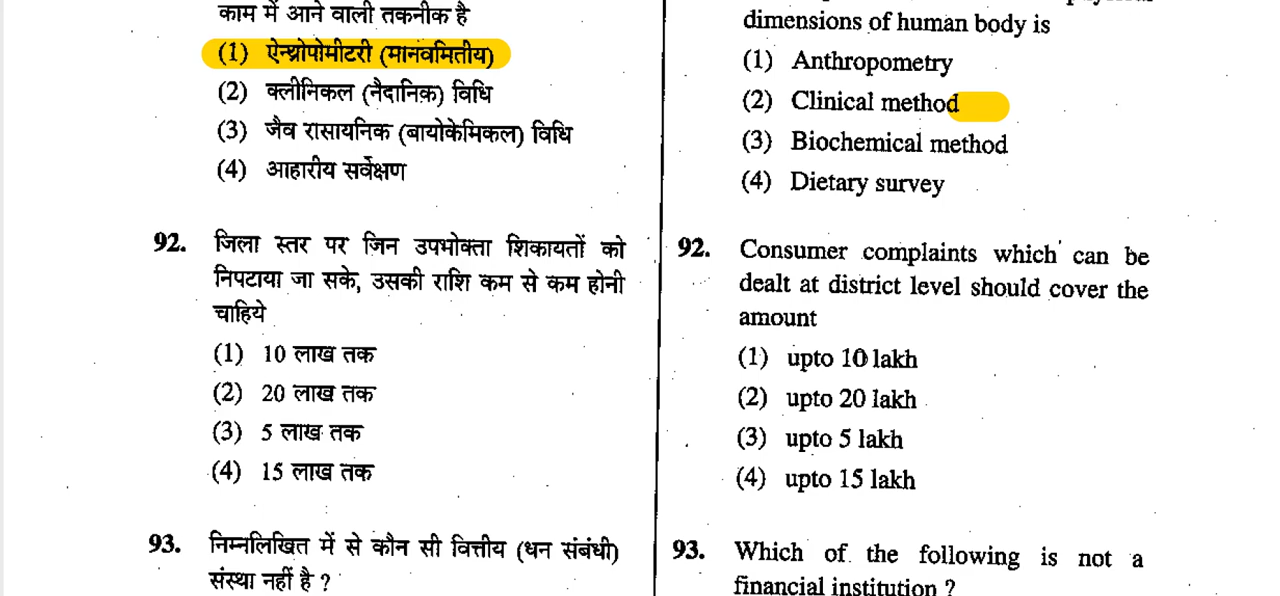 काम में आने वाली तकनीक है
(1) ऐन्थ्रोपोमीटरी (मानवमितीय)
(2) क्लीनिकल (नैदानिक) विधि
(3) जैव रासायनिक (बायोकेमिकल) विधि
(4) आहारीय सर्वेक्षण
92. जिला स्तर पर जिन उपभोक्ता शिकायतों को
निपटाया जा सके, उसकी राशि कम से कम होनी
चाहिये
(1) 10 लाख तक
(2) 20 लाख तक
(3) 5 लाख तक
(4) 15 लाख तक
93. निम्नलिखित में से कौन सी वित्तीय (धन संबंधी)
संस्था नहीं है ?
dimensions of human body is
(1) Anthropometry
(2) Clinical method
(3) Biochemical method
(4) Dietary survey
92. Consumer complaints which can be
dealt at district level should cover the
amount
(1) upto 10 lakh
(2) upto 20 lakh
(3) upto 5 lakh
(4) upto 15 lakh
93. Which of the following is not a
financial institution ?